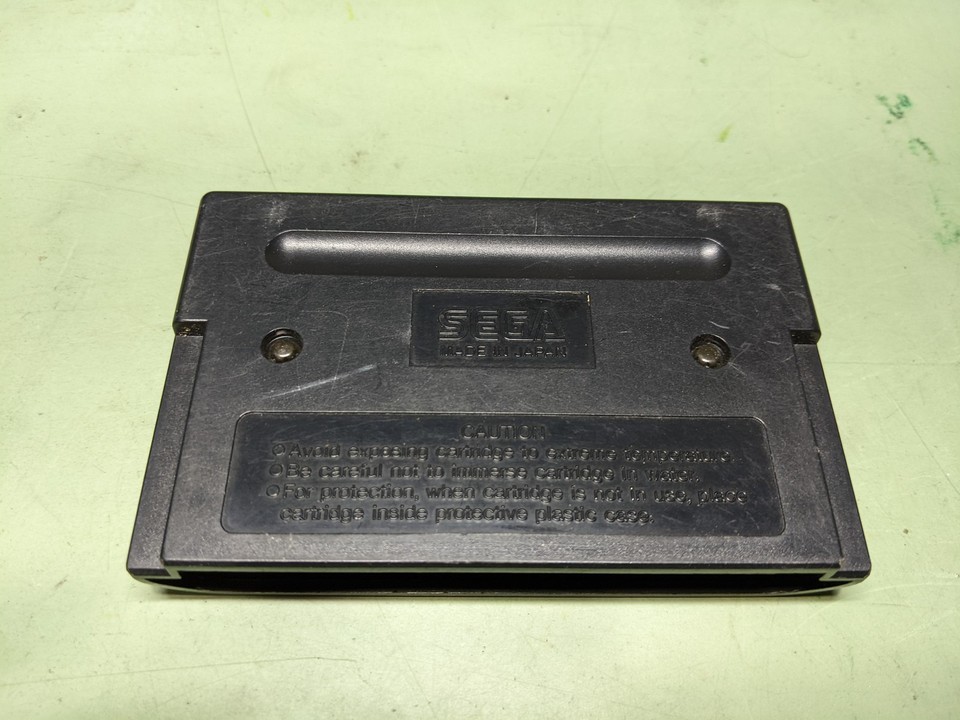 SEGA
MADE IN JAPAN
CAUTION
○Avoid exposing cartridge to extreme temperature.
○Be careful not to immerse cartridge in water.
○For protection, when cartridge is not in use, place
cartridge inside protective plastic case.